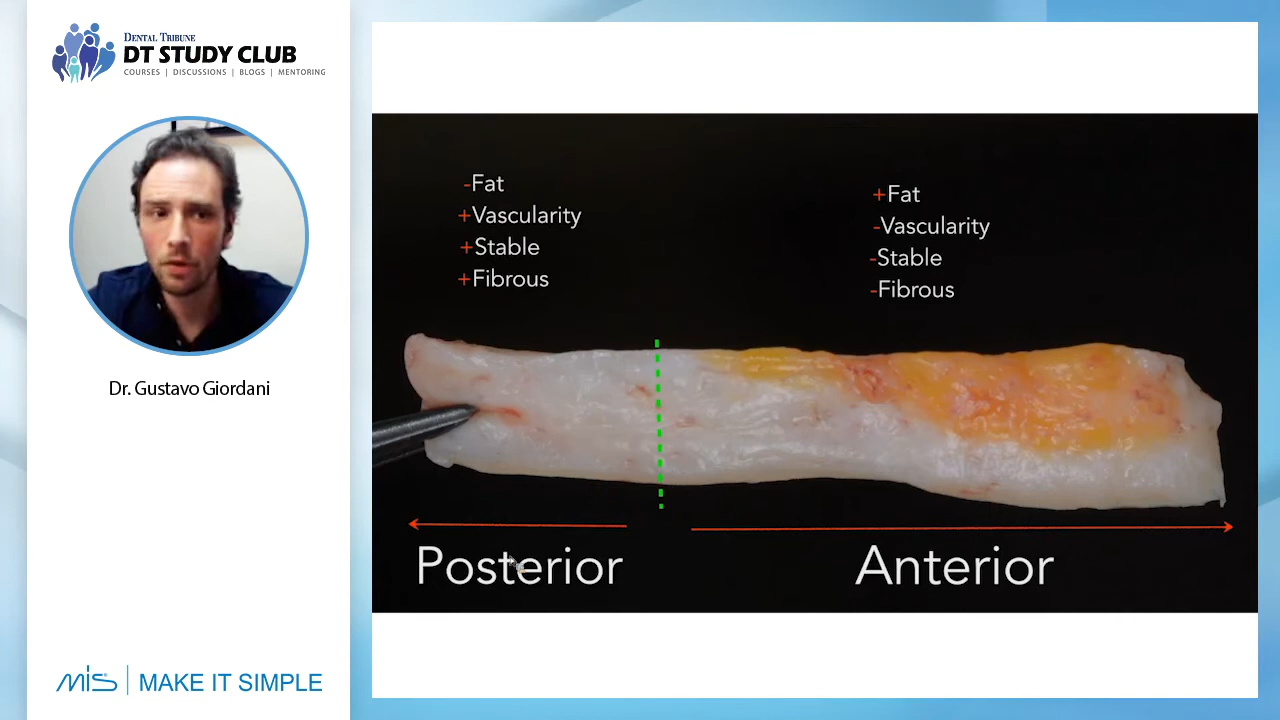 DENTAL TRIBUNE
DT STUDY CLUB
COURSES | DISCUSSIONS | BLOGS | MENTORING
Dr. Gustavo Giordani
mis | MAKE IT SIMPLE
-Fat
+Vascularity
+Stable
+Fibrous
+Fat
-Vascularity
-Stable
-Fibrous
Posterior
Anterior